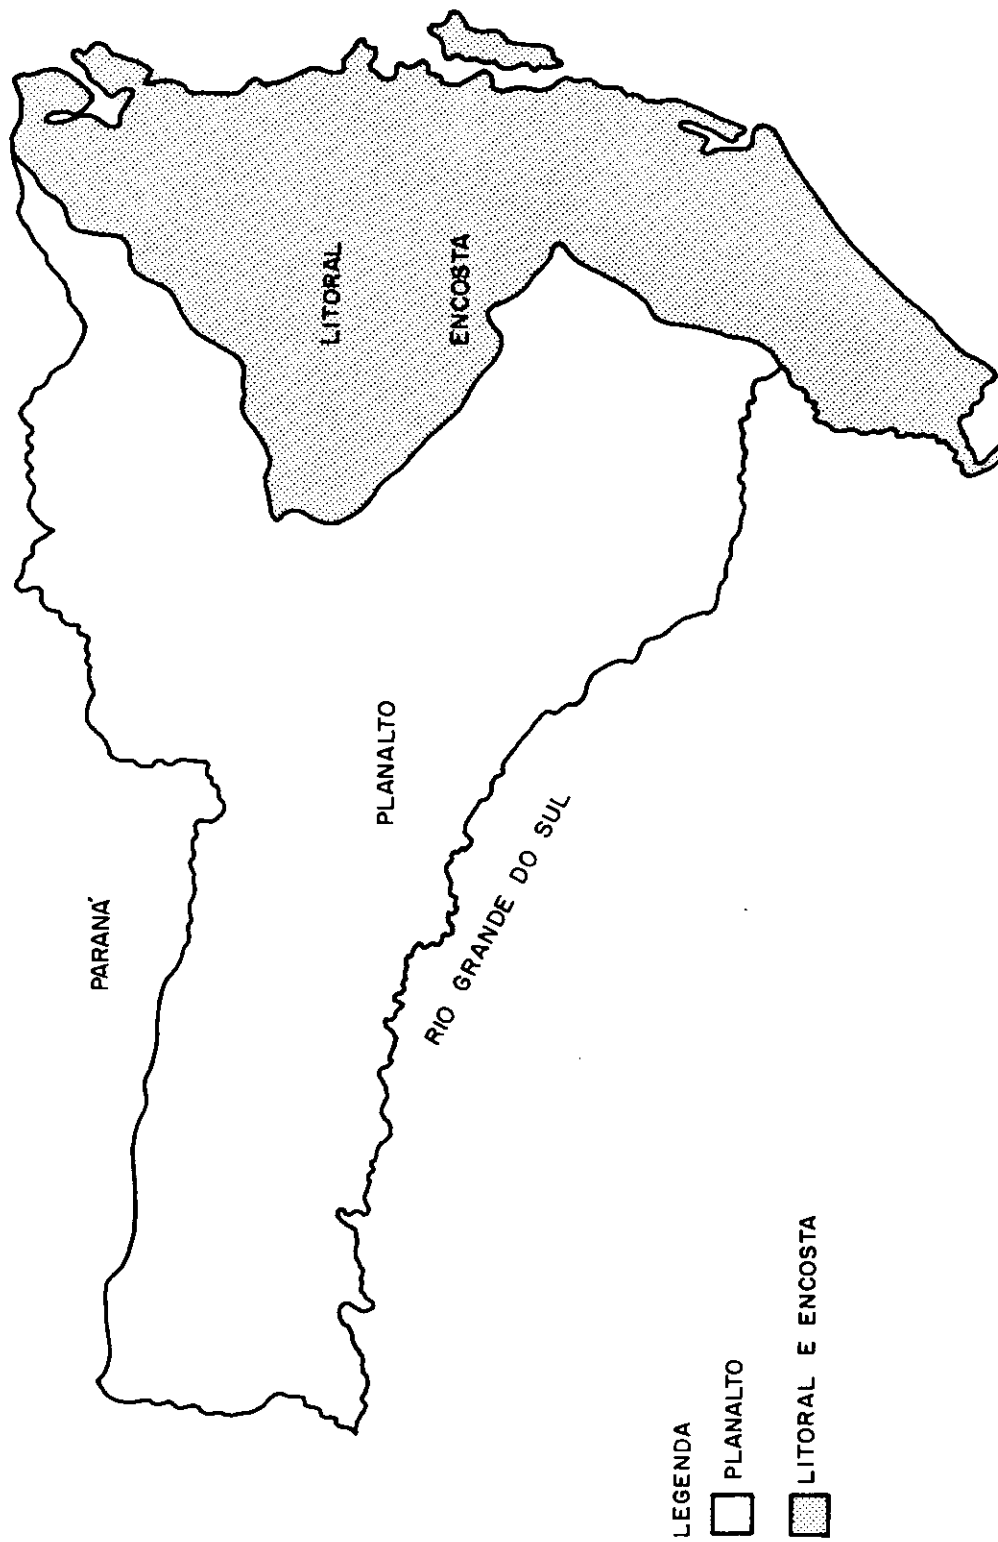 PARANÁ
LITORAL
ENCOSTA
PLANALTO
RIO GRANDE DO SUL
LEGENDA
PLANALTO
LITORAL E ENCOSTA